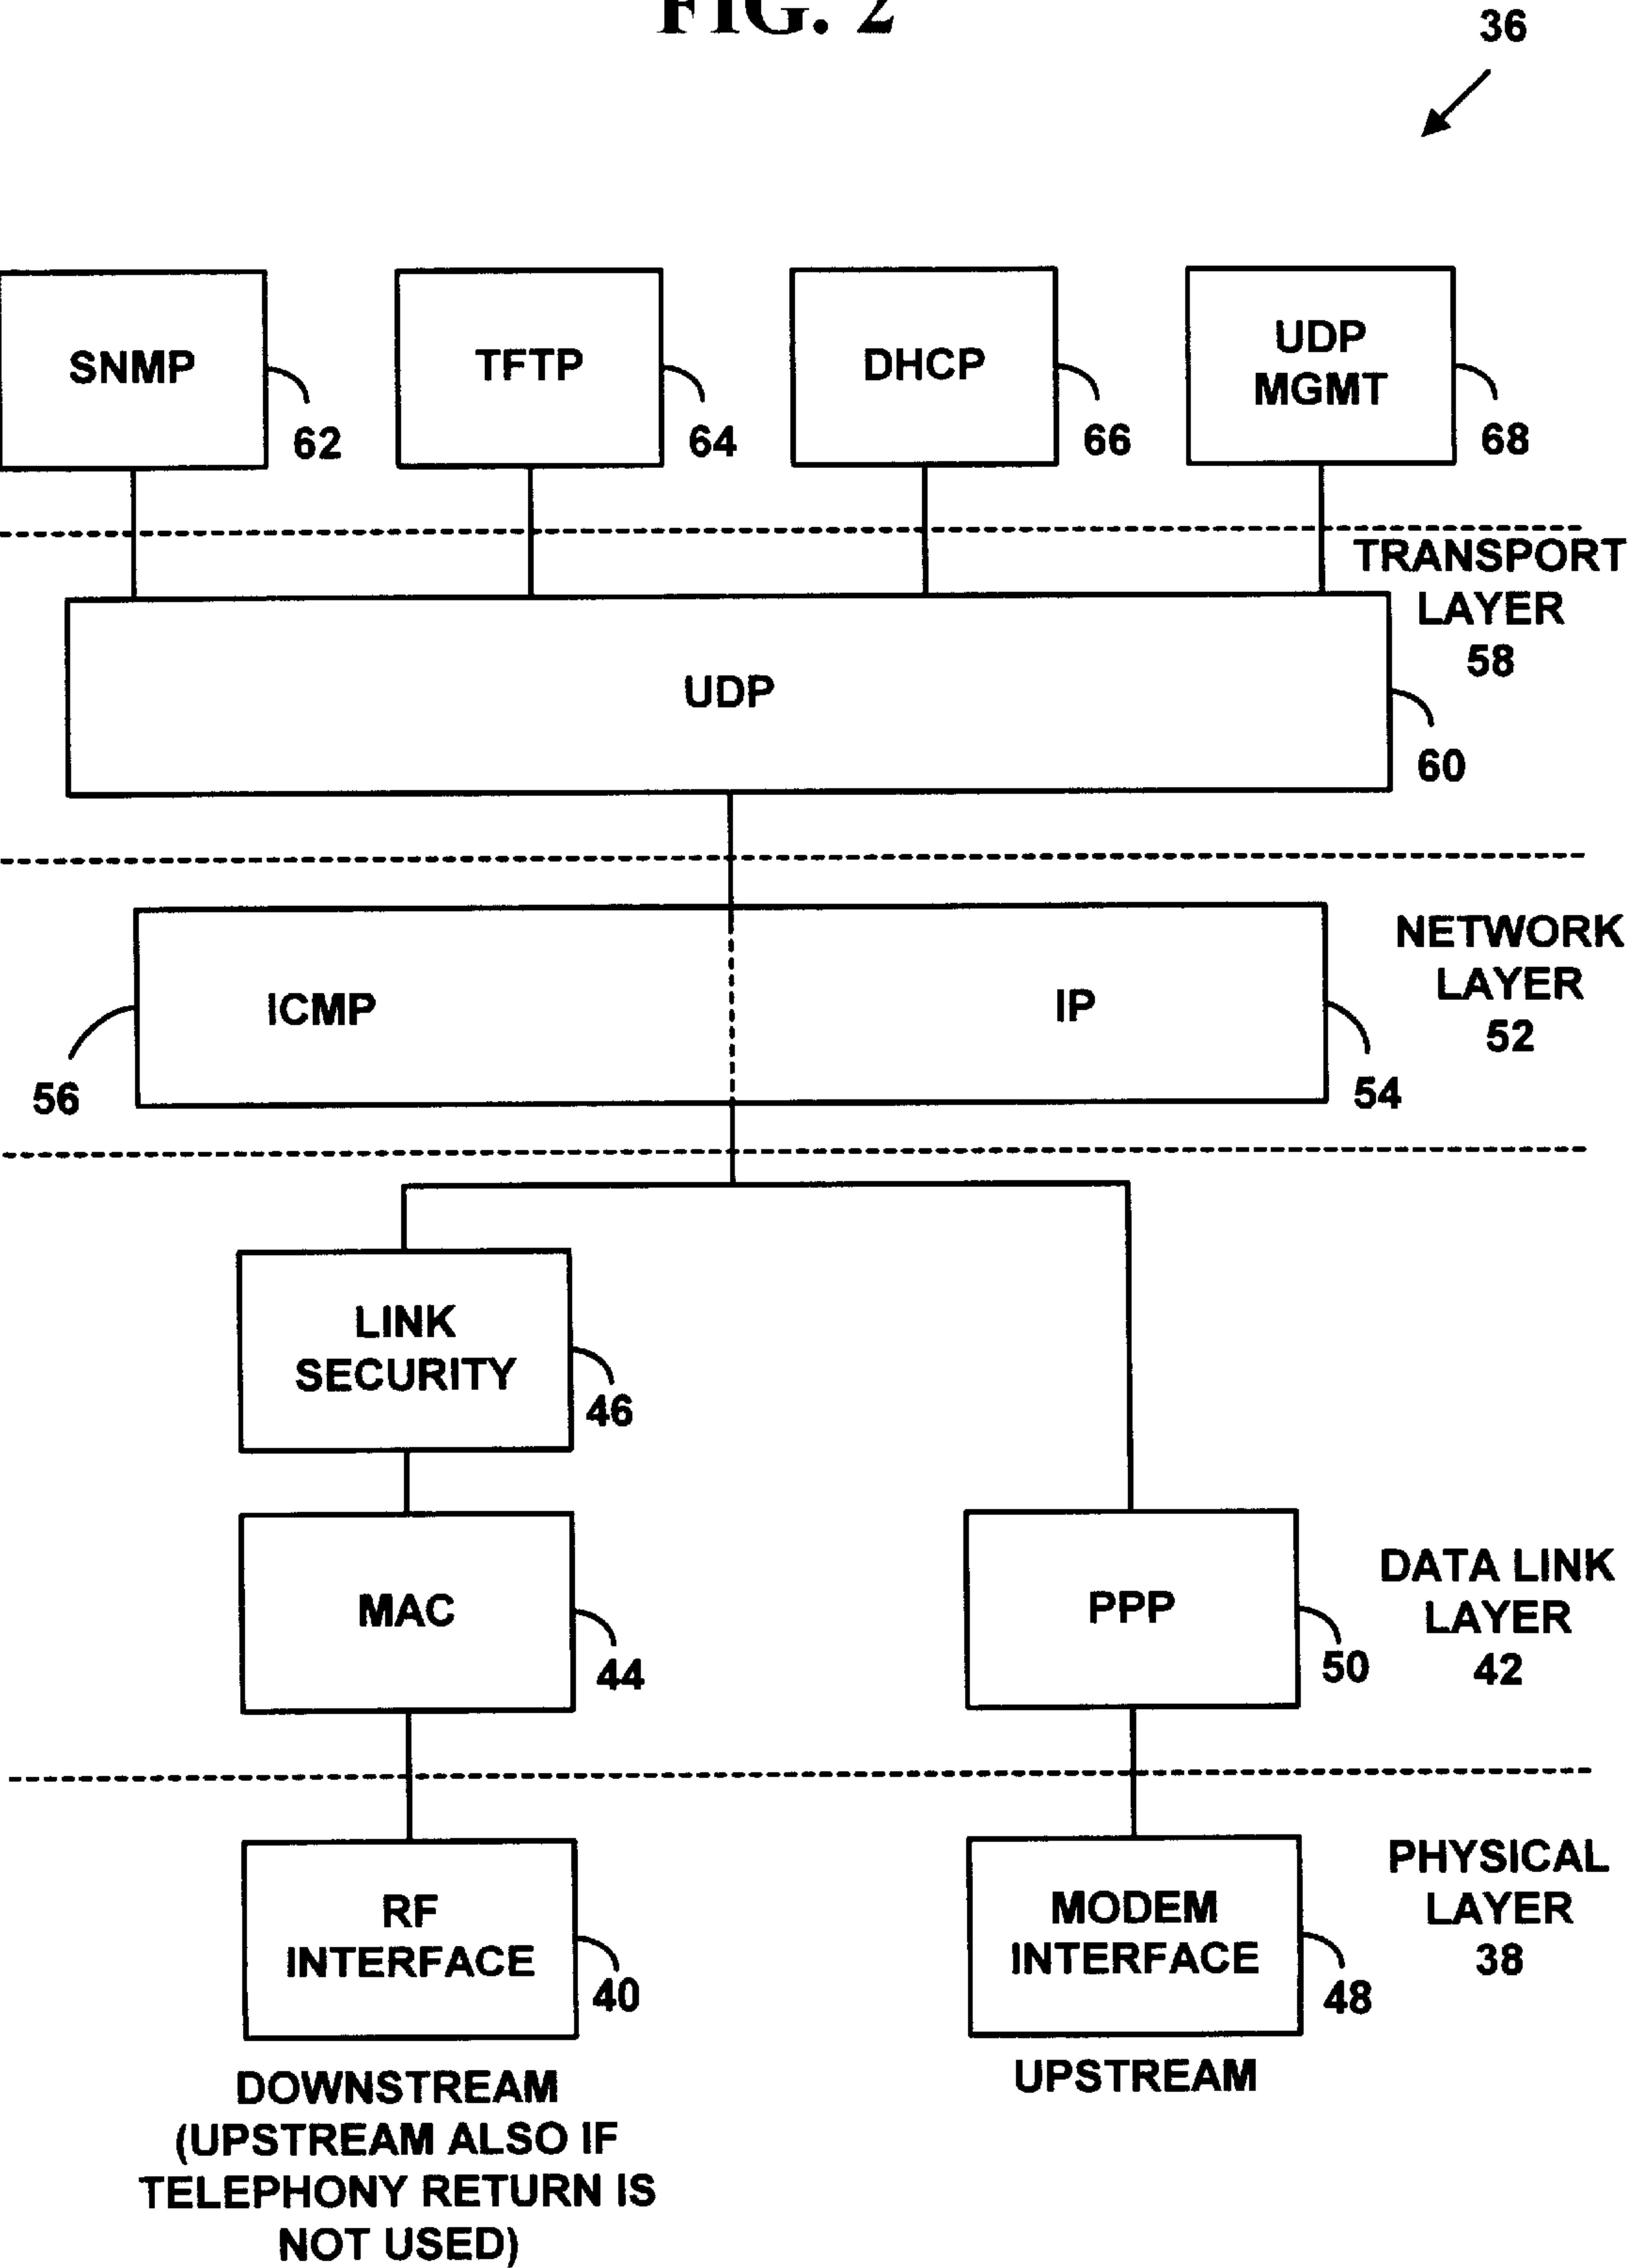 FIG. 2
36
SNMP
62
TFTP
64
DHCP
66
UDP
MGMT
68
TRANSPORT
LAYER
58
UDP
60
NETWORK
LAYER
52
ICMP
56
IP
54
LINK
SECURITY
46
MAC
44
PPP
50
DATA LINK
LAYER
42
PHYSICAL
LAYER
38
RF
INTERFACE
40
MODEM
INTERFACE
48
DOWNSTREAM
(UPSTREAM ALSO IF
TELEPHONY RETURN IS
NOT USED)
UPSTREAM